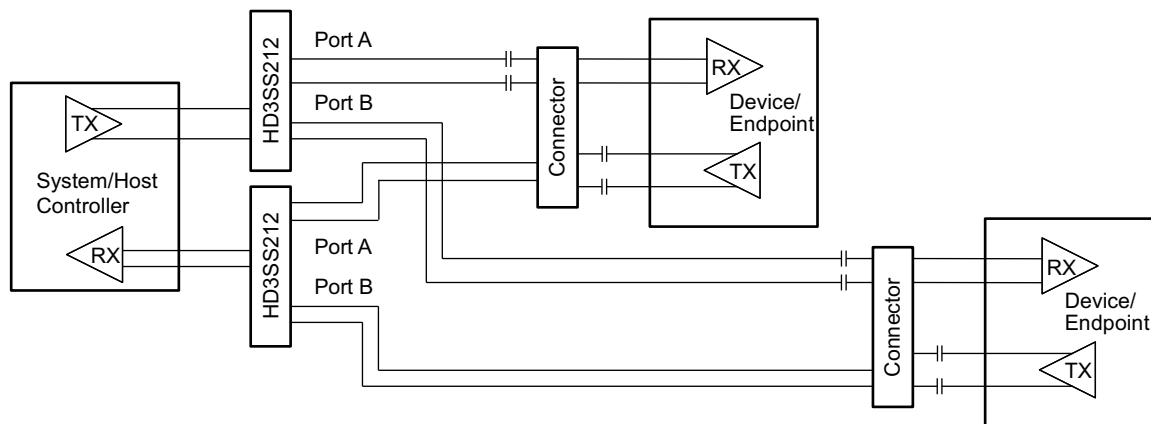 HD3SS212
Port A
Port B
TX
System/Host
Controller
RX
HD3SS212
Port A
Port B
Connector
RX
Device/
Endpoint
TX
Connector
RX
Device/
Endpoint
TX